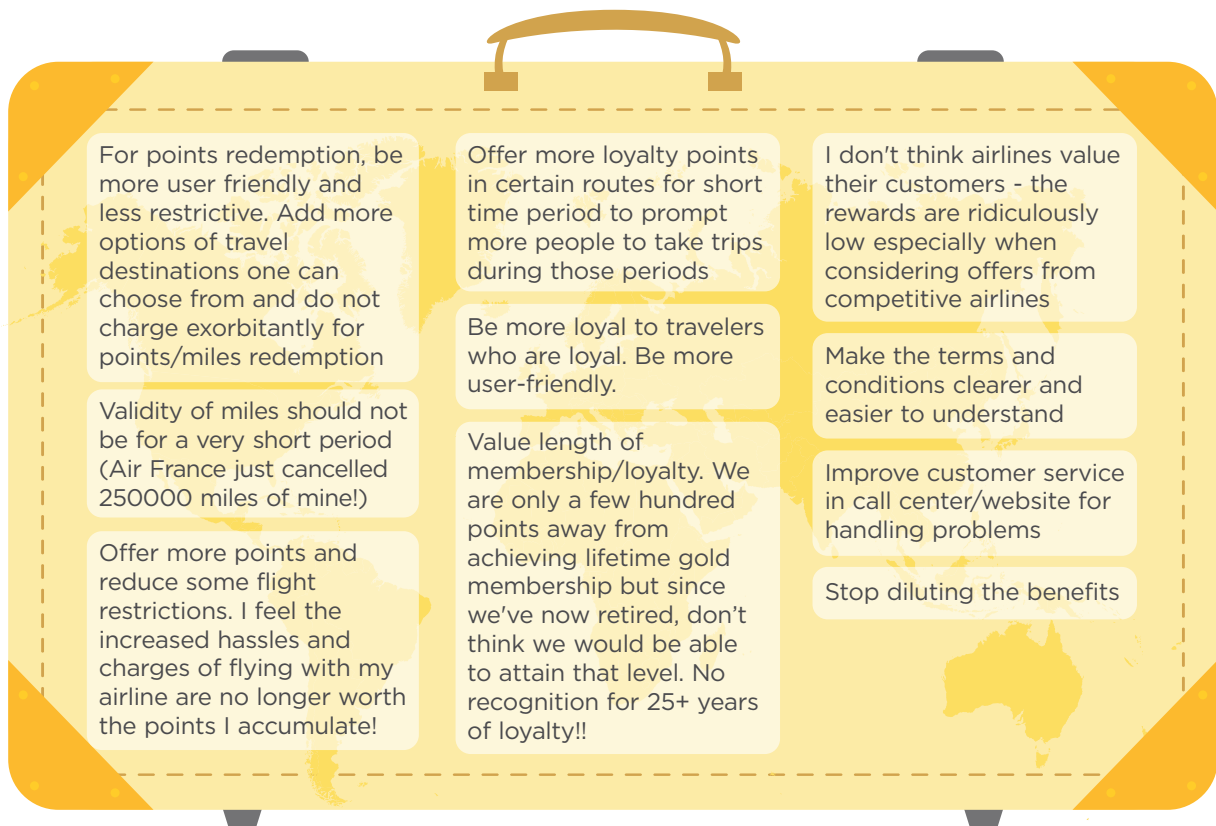 For points redemption, be
more user friendly and
less restrictive. Add more
options of travel
destinations one can
choose from and do not
charge exorbitantly for
points/miles redemption
Validity of miles should not
be for a very short period
(Air France just cancelled
250000 miles of mine!)
Offer more points and
reduce some flight
restrictions. I feel the
increased hassles and
charges of flying with my
airline are no longer worth
the points I accumulate!
Offer more loyalty points
in certain routes for short
time period to prompt
more people to take trips
during those periods
Be more loyal to travelers
who are loyal. Be more
user-friendly.
Value length of
membership/loyalty. We
are only a few hundred
points away from
achieving lifetime gold
membership but since
we've now retired, don’t
think we would be able
to attain that level. No
recognition for 25+ years
of loyalty!!
I don't think airlines value
their customers - the
rewards are ridiculously
low especially when
considering offers from
competitive airlines
Make the terms and
conditions clearer and
easier to understand
Improve customer service
in call center/website for
handling problems
Stop diluting the benefits